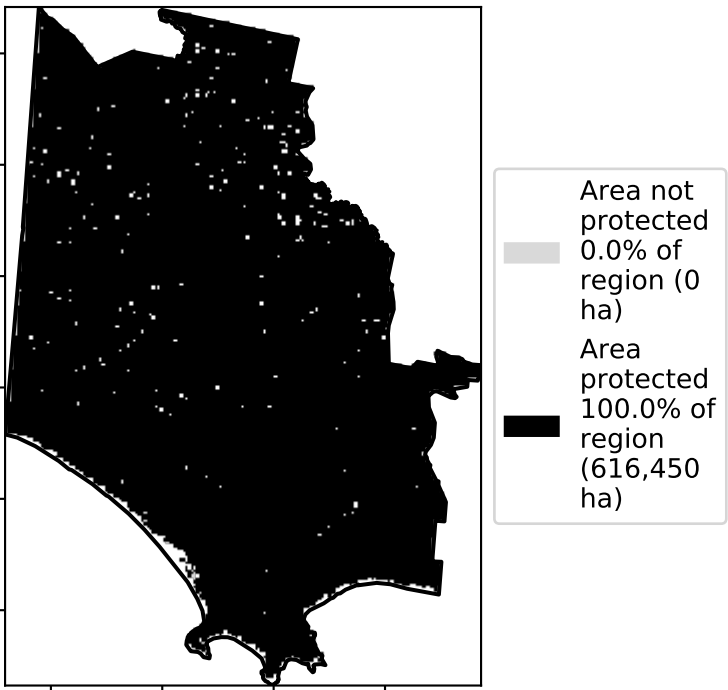 Area not
protected
0.0% of
region (0
ha)
Area
protected
100.0% of
region
(616,450
ha)